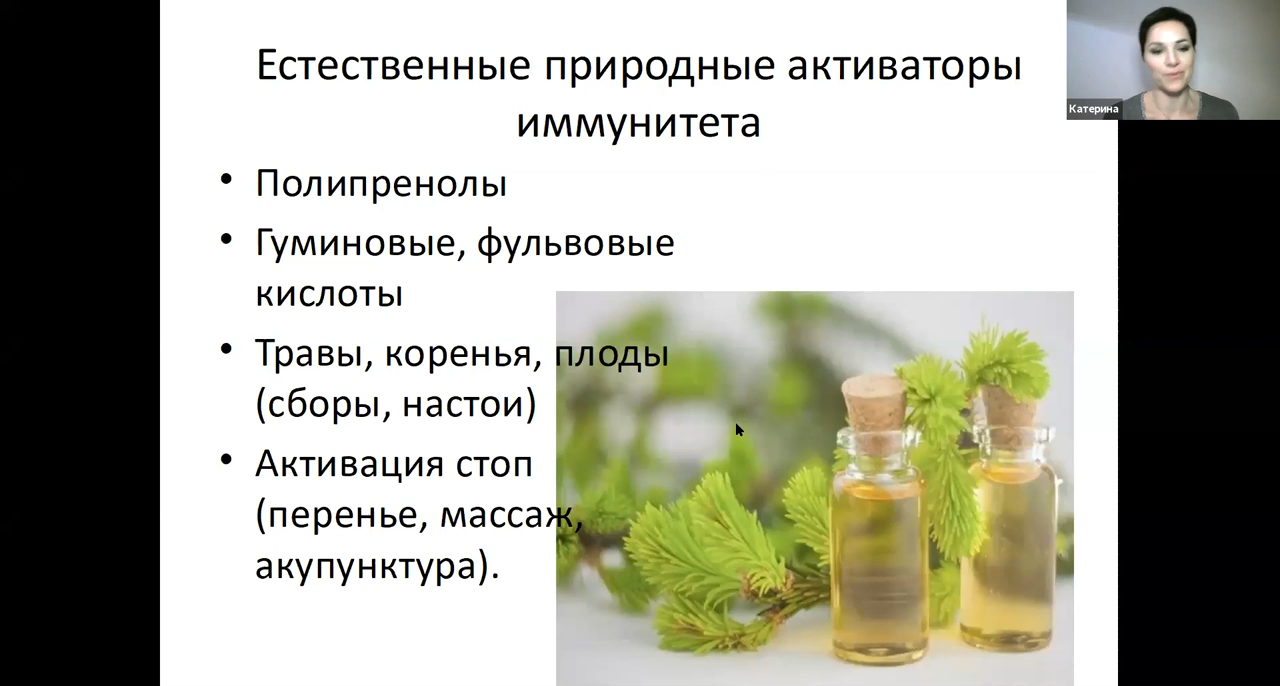 Естественные природные активаторы
иммунитета
Катерина
• Полипренолы
• Гуминовые, фульвовые
кислоты
• Травы, коренья, плоды
(сборы, настои)
• Активация стоп
(перенье, массаж,
акупунктура).